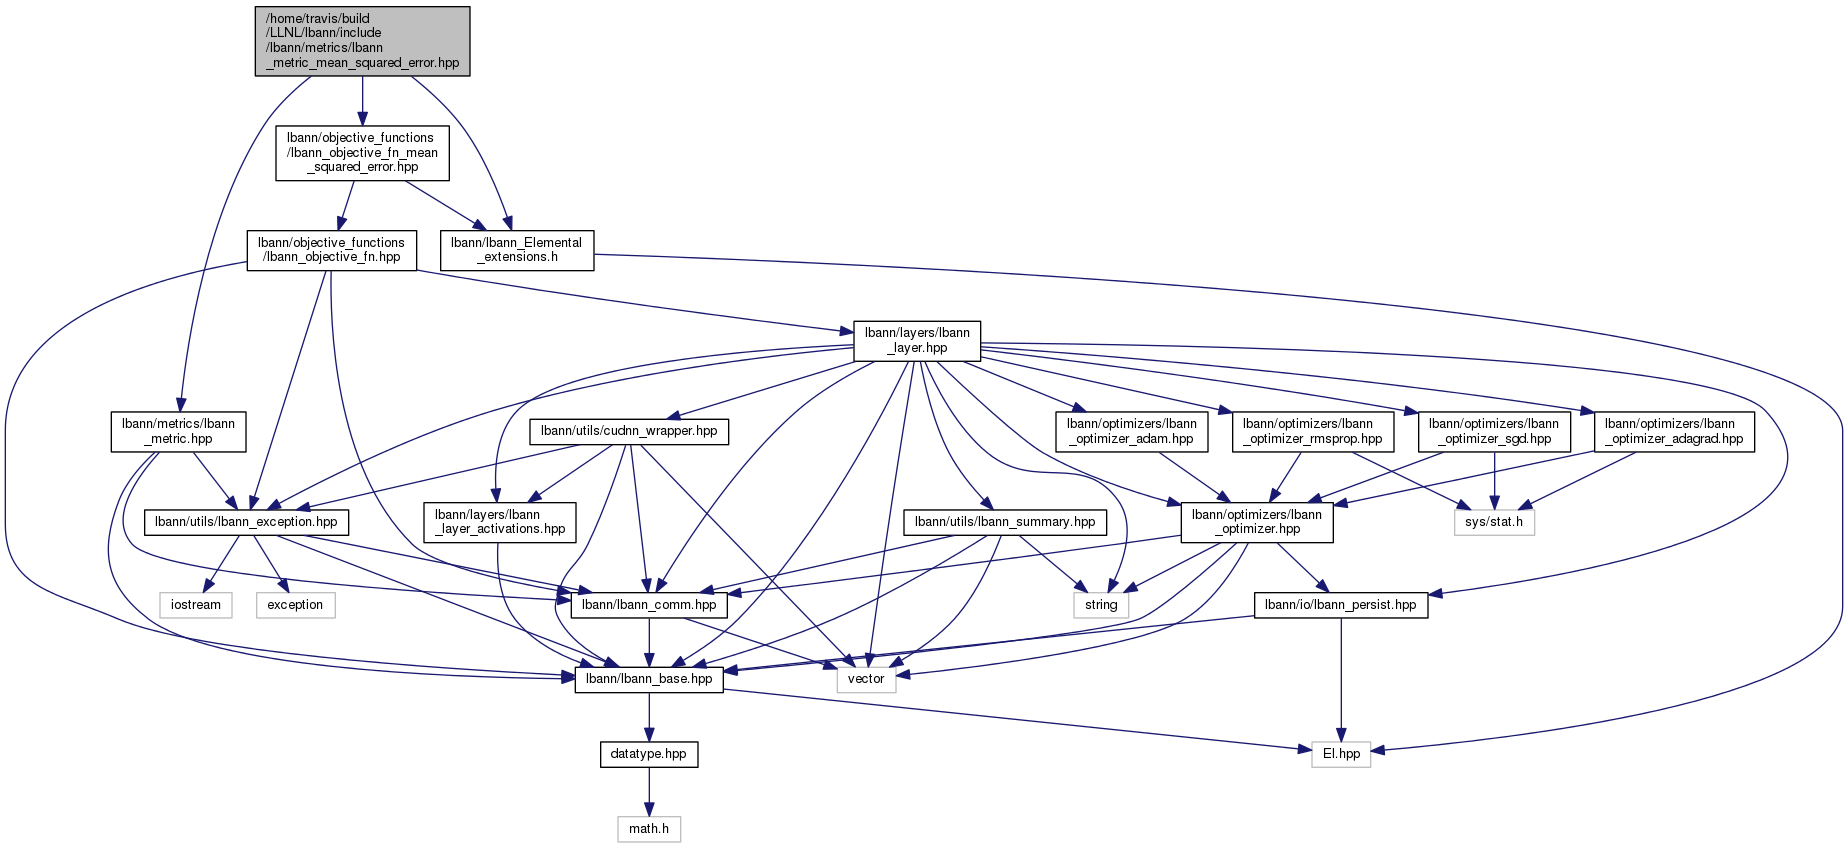 /home/travis/build
/LLNL/lbann/include
/lbann/metrics/lbann
_metric_mean_squared_error.hpp
lbann/objective_functions
/lbann_objective_fn_mean
_squared_error.hpp
lbann/objective_functions
/lbann_objective_fn.hpp
lbann/lbann_Elemental
_extensions.h
lbann/layers/lbann
_layer.hpp
lbann/metrics/lbann
_metric.hpp
lbann/utils/cudnn_wrapper.hpp
lbann/optimizers/lbann
_optimizer_adam.hpp
lbann/optimizers/lbann
_optimizer_rmsprop.hpp
lbann/optimizers/lbann
_optimizer_sgd.hpp
lbann/optimizers/lbann
_optimizer_adagrad.hpp
lbann/utils/lbann_exception.hpp
lbann/layers/lbann
_layer_activations.hpp
lbann/utils/lbann_summary.hpp
lbann/optimizers/lbann
_optimizer.hpp
sys/stat.h
iostream
exception
lbann/lbann_comm.hpp
string
lbann/io/lbann_persist.hpp
lbann/lbann_base.hpp
vector
datatype.hpp
El.hpp
math.h